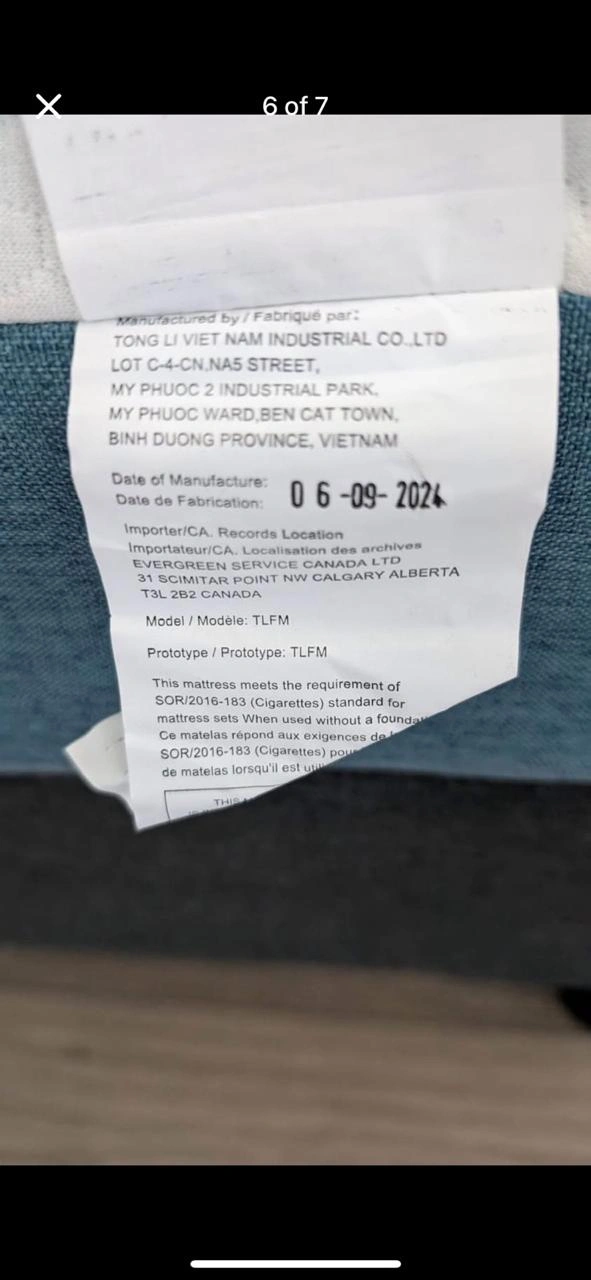 6 of 7
Manufactured by / Fabriqué par:
TONG LI VIET NAM INDUSTRIAL CO.,LTD
LOT C-4-CN,NA5 STREET,
MY PHUOC 2 INDUSTRIAL PARK,
MY PHUOC WARD,BEN CAT TOWN,
BINH DUONG PROVINCE, VIETNAM
Date of Manufacture:
Date de Fabrication: 06-09-2024
Importer/CA. Records Location
Importateur/CA. Localisation des archives
EVERGREEN SERVICE CANADA LTD
31 SCIMITAR POINT NW CALGARY ALBERTA
T3L 2B2 CANADA
Model / Modèle: TLFM
Prototype / Prototype: TLFM
This mattress meets the requirement of
SOR/2016-183 (Cigarettes) standard for
mattress sets When used without a founda
Ce matelas répond aux exigences de
SOR/2016-183 (Cigarettes) pour
de matelas lorsqu'il est util
THIS